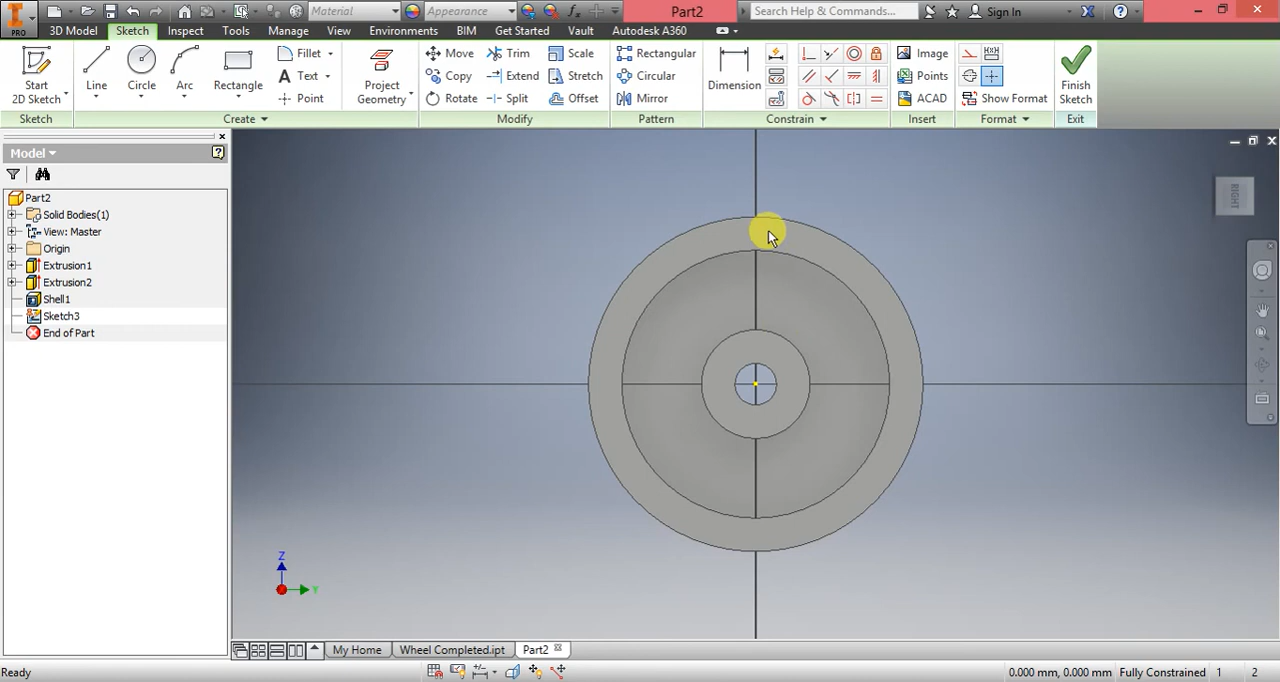 Material Appearance Part2 Search Help & Commands... Sign In
PRO 3D Model Sketch Inspect Tools Manage View Environments BIM Get Started Vault Autodesk A360
Start 2D Sketch Line Circle Arc Rectangle Fillet Text Point Project Geometry Move Copy Rotate Trim Extend Split Scale Stretch Offset Rectangular Circular Mirror Dimension Image Points ACAD Show Format Finish Sketch
Sketch Create Modify Pattern Constrain Insert Format Exit
Model
Part2
Solid Bodies(1)
View: Master
Origin
Extrusion1
Extrusion2
Shell1
Sketch3
End of Part
RIGHT
Z
Y
My Home Wheel Completed.ipt Part2
Ready 0.000 mm, 0.000 mm Fully Constrained 1 2